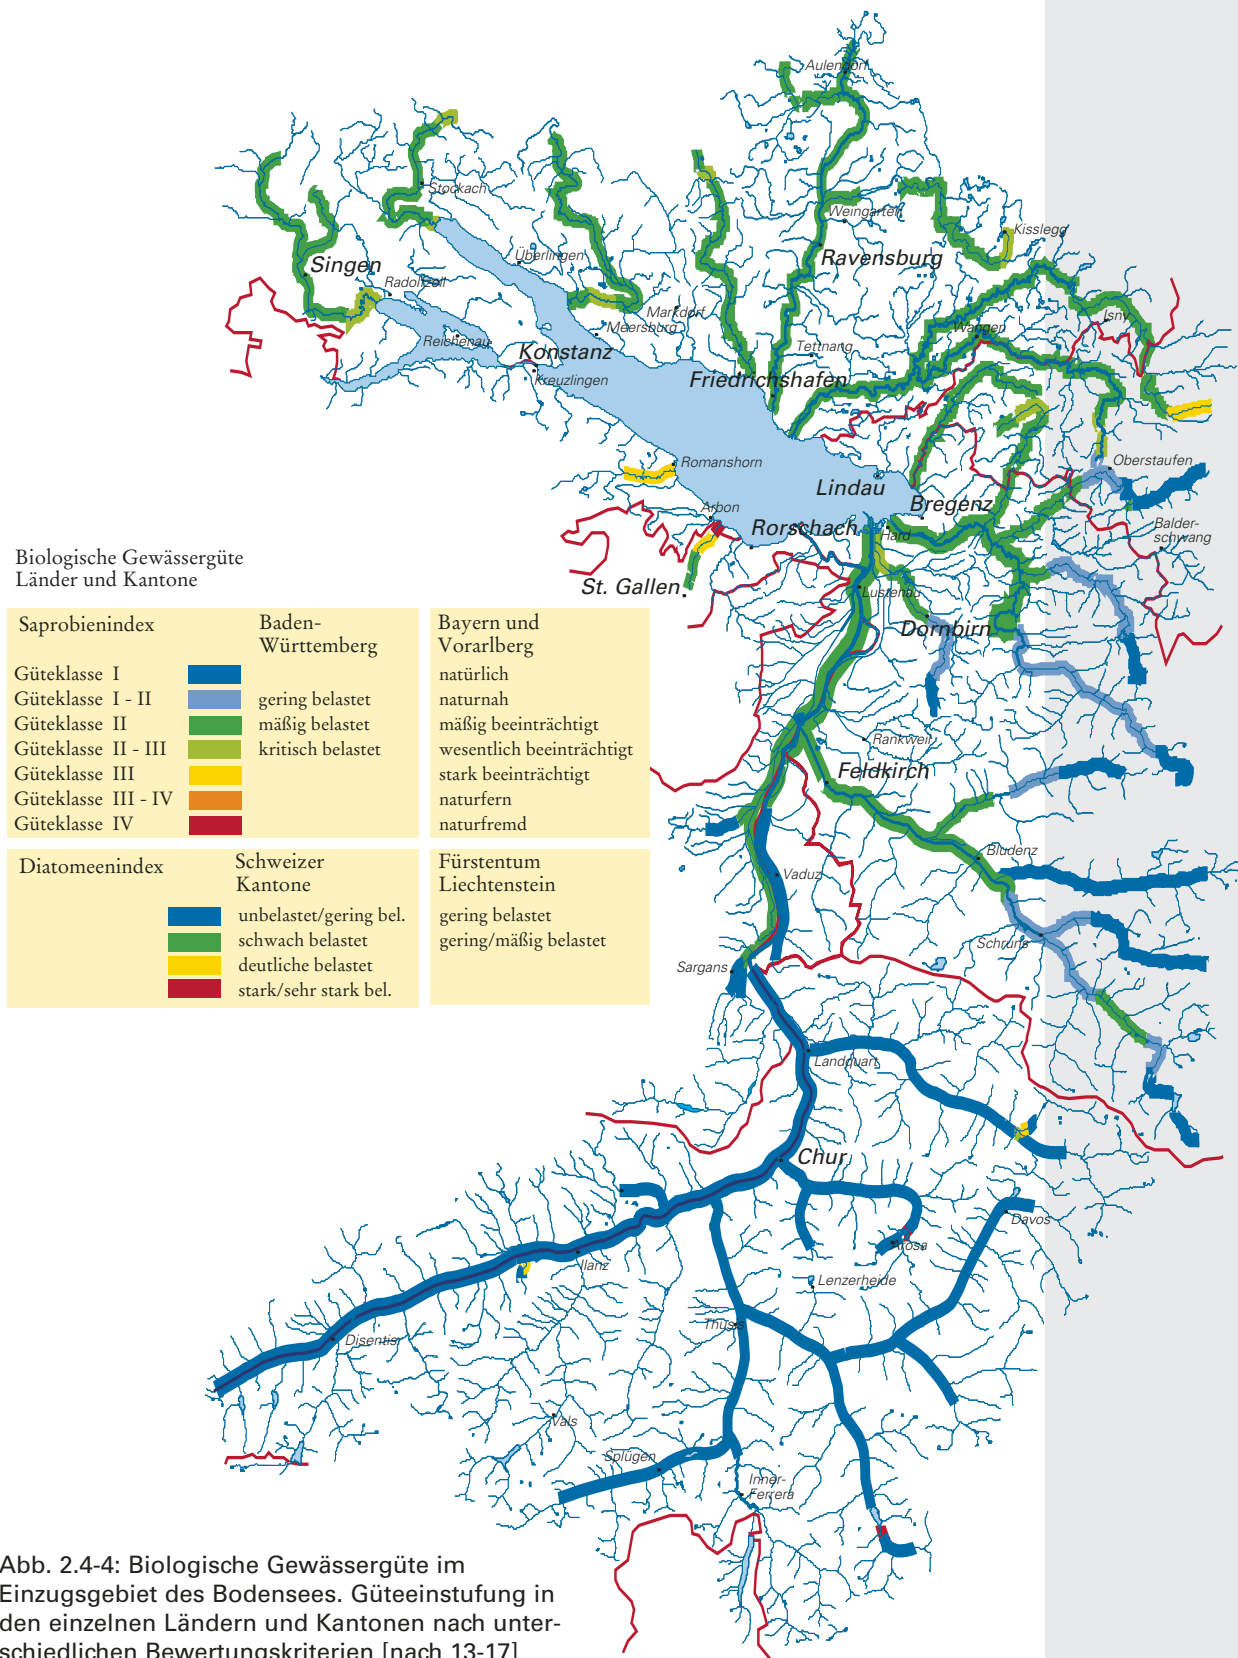 Aulendorf
Stockach
Weingarten
Kisslegg
Überlingen
Ravensburg
Singen
Radolfzell
Markdorf
Meersburg
Wangen
Isny
Reichenau
Konstanz
Tettnang
Kreuzlingen
Friedrichshafen
Romanshorn
Oberstaufen
Lindau
Bregenz
Arbon
Rorschach
Hard
Balder-
schwang
St. Gallen
Lustenau
Dornbirn
Biologische Gewässergüte
Länder und Kantone
Saprobienindex
Baden-
Württemberg
Bayern und
Vorarlberg
Güteklasse I natürlich
Güteklasse I - II gering belastet naturnah
Güteklasse II mäßig belastet mäßig beeinträchtigt
Güteklasse II - III kritisch belastet wesentlich beeinträchtigt
Güteklasse III stark beeinträchtigt
Güteklasse III - IV naturfern
Güteklasse IV naturfremd
Diatomeenindex
Schweizer
Kantone
Fürstentum
Liechtenstein
unbelastet/gering bel. gering belastet
schwach belastet gering/mäßig belastet
deutliche belastet
stark/sehr stark bel.
Rankweil
Feldkirch
Bludenz
Vaduz
Schruns
Sargans
Landquart
Chur
Davos
Arosa
Ilanz
Lenzerheide
Thusis
Disentis
Vals
Splügen
Inner-
Ferrera
Abb. 2.4-4: Biologische Gewässergüte im
Einzugsgebiet des Bodensees. Güteeinstufung in
den einzelnen Ländern und Kantonen nach unter-
schiedlichen Bewertungskriterien [nach 13-17]